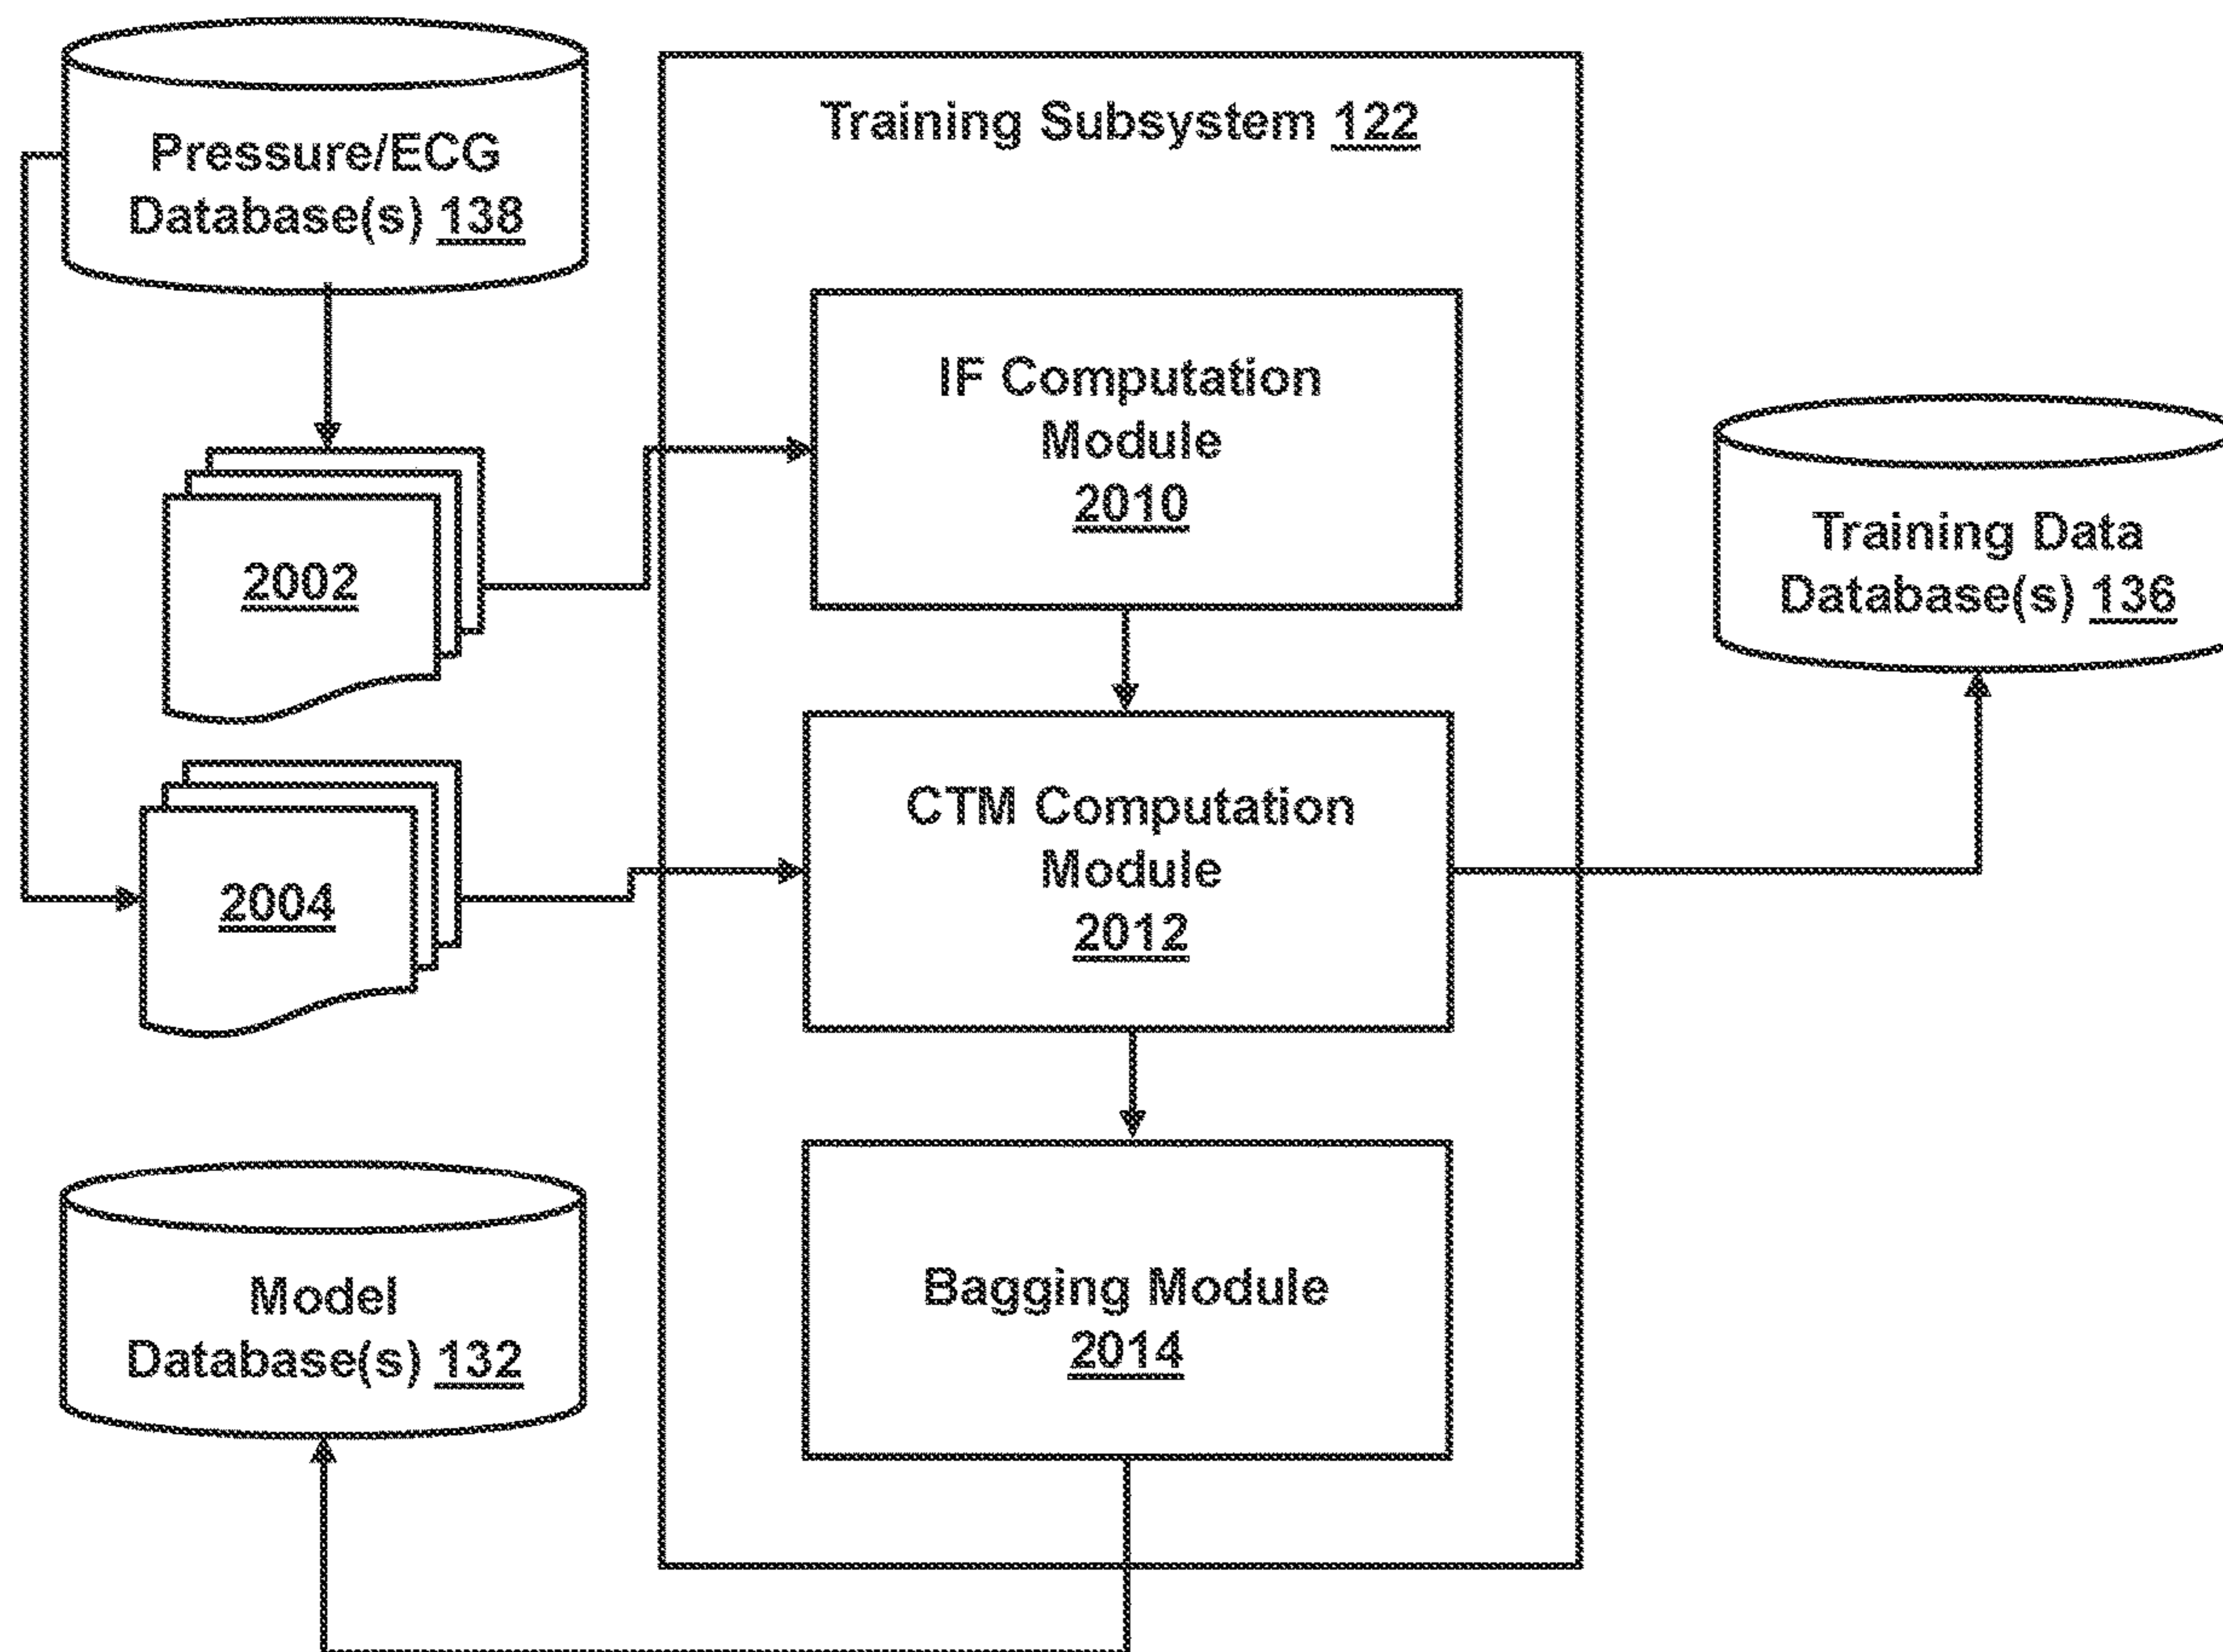 Pressure/ECG
Database(s) 138
Training Subsystem 122
IF Computation
Module
2010
2002
Training Data
Database(s) 136
CTM Computation
Module
2012
2004
Bagging Module
2014
Model
Database(s) 132